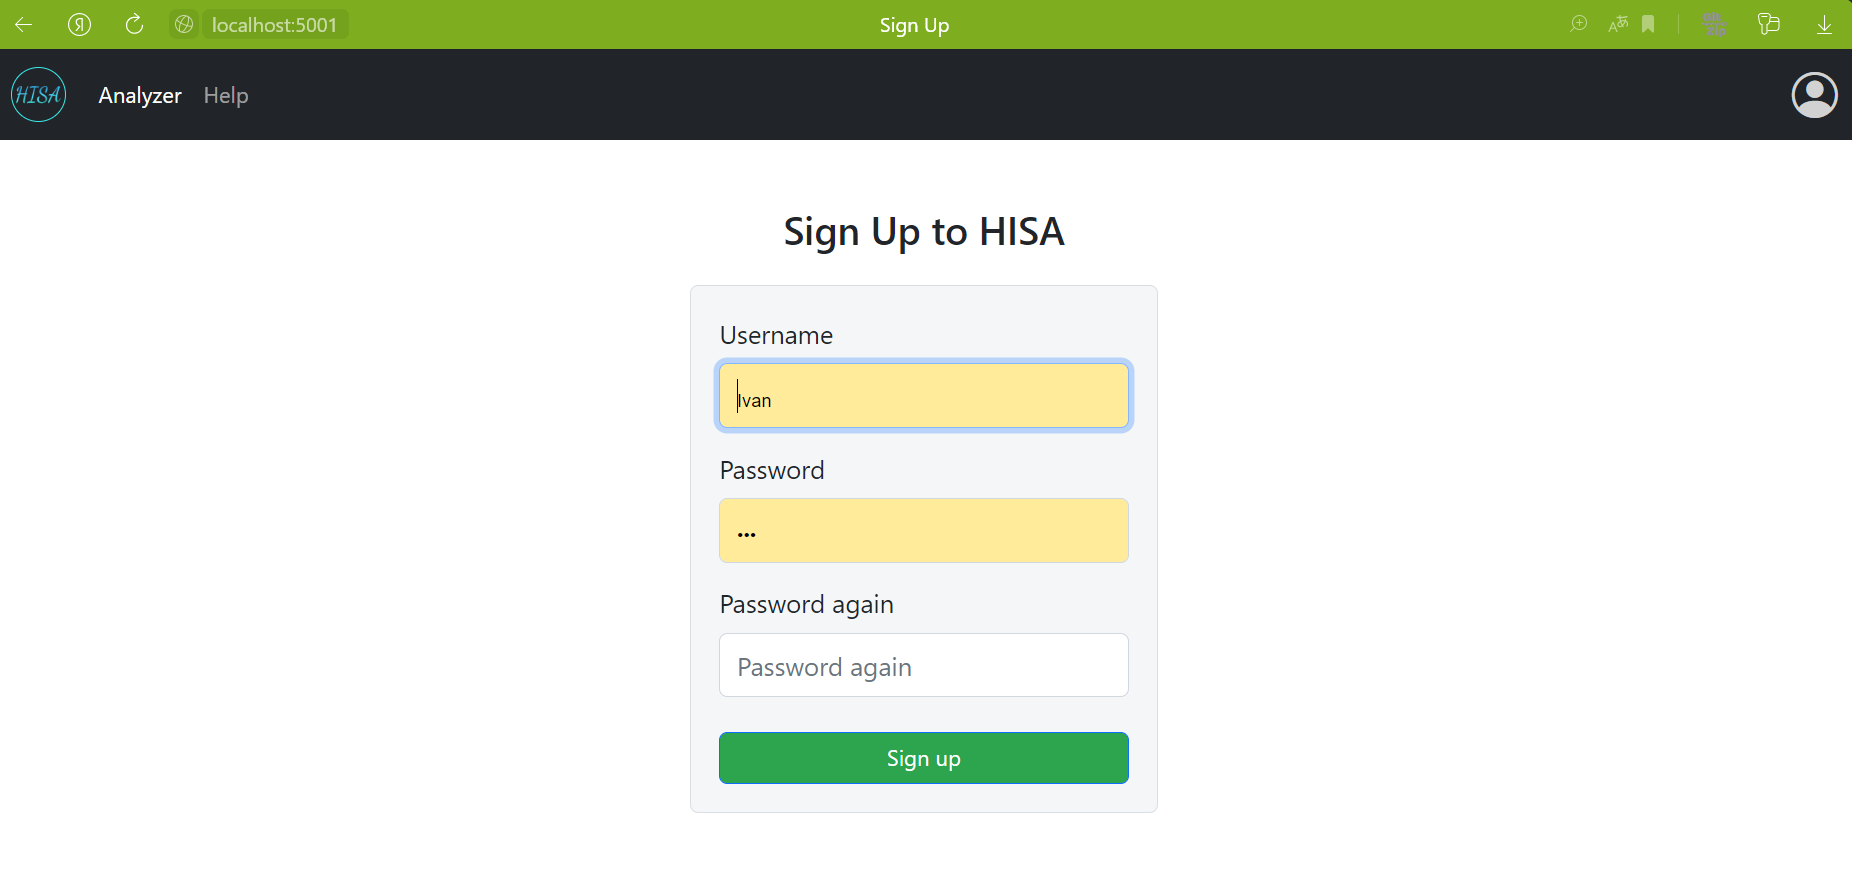 localhost:5001
Sign Up
HISA
Analyzer
Help
Sign Up to HISA
Username
Ivan
Password
•••
Password again
Password again
Sign up